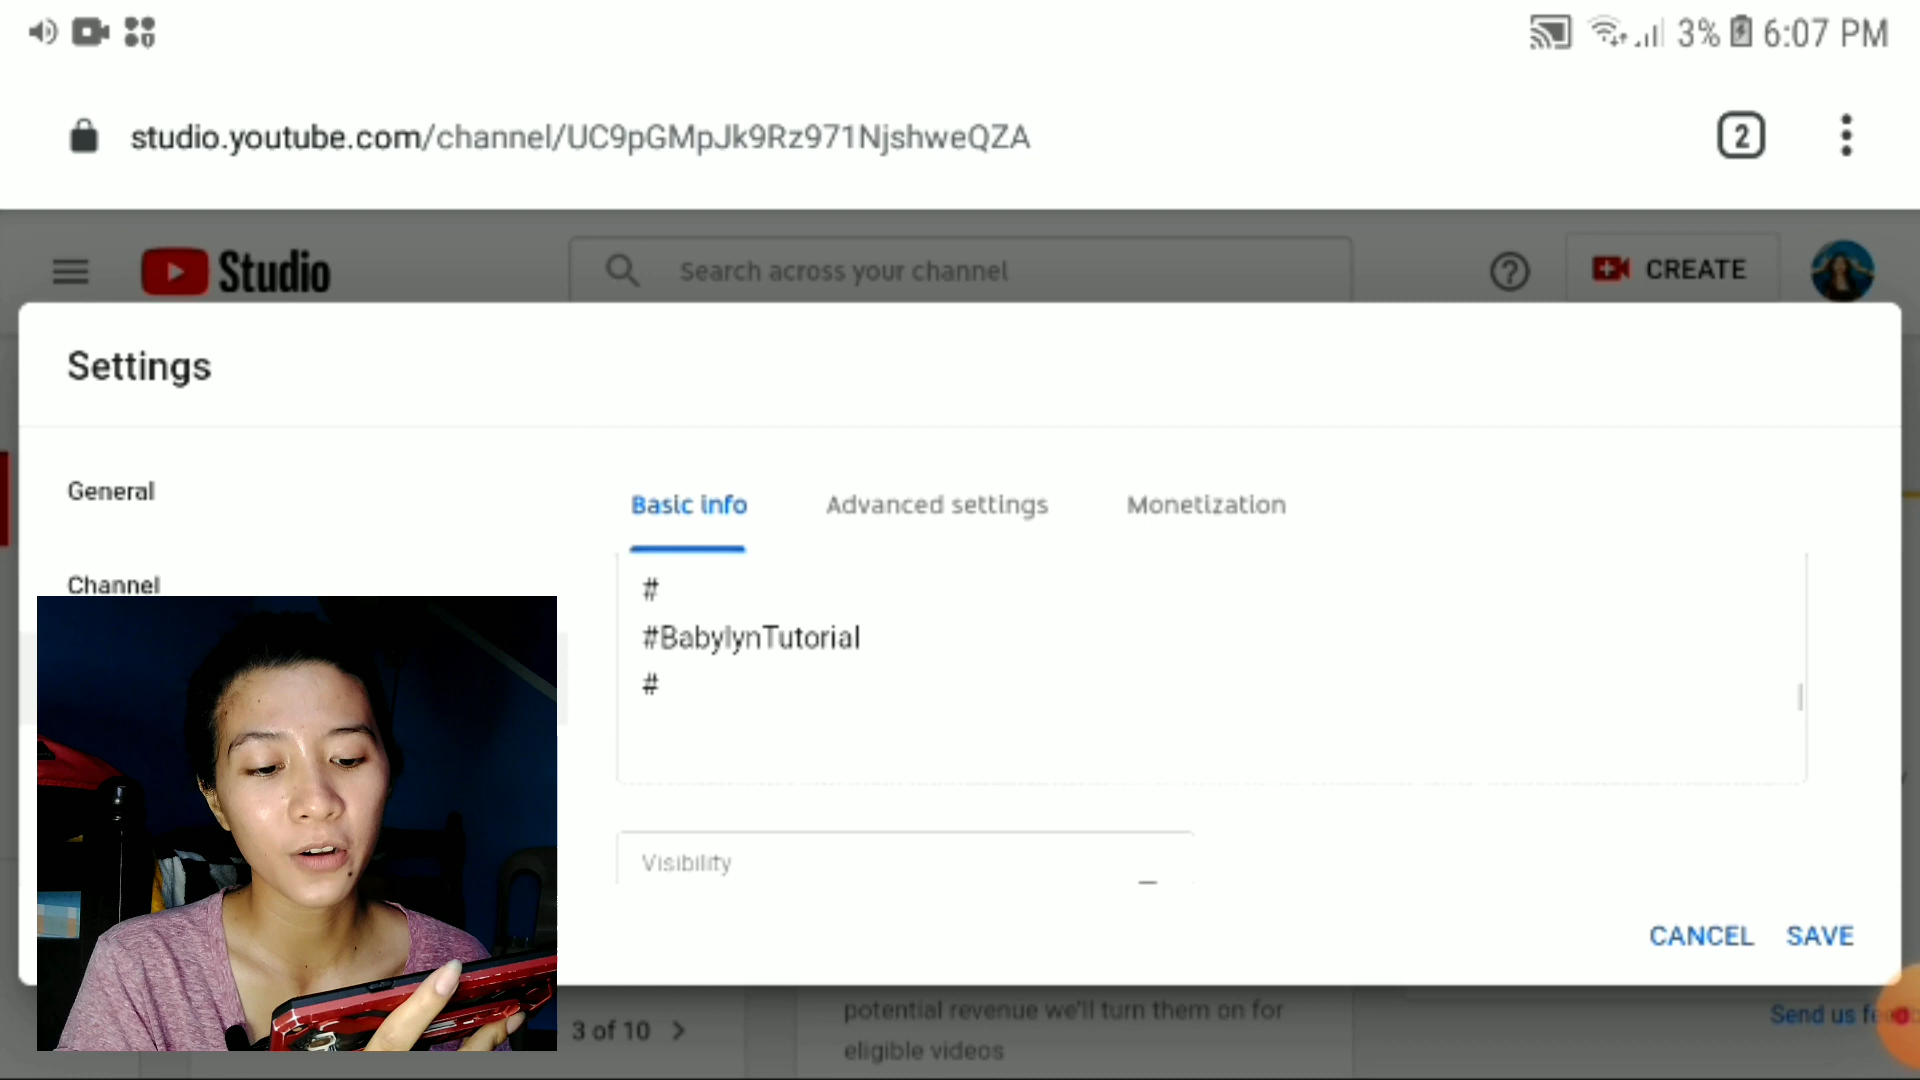 3% 6:07 PM
studio.youtube.com/channel/UC9pGMpJk9Rz971NjshweQZA
2
Studio
Search across your channel
CREATE
Settings
General
Basic info
Advanced settings
Monetization
Channel
#
#BabylynTutorial
#
Visibility
CANCEL
SAVE
3 of 10
potential revenue we'll turn them on for
eligible videos
Send us